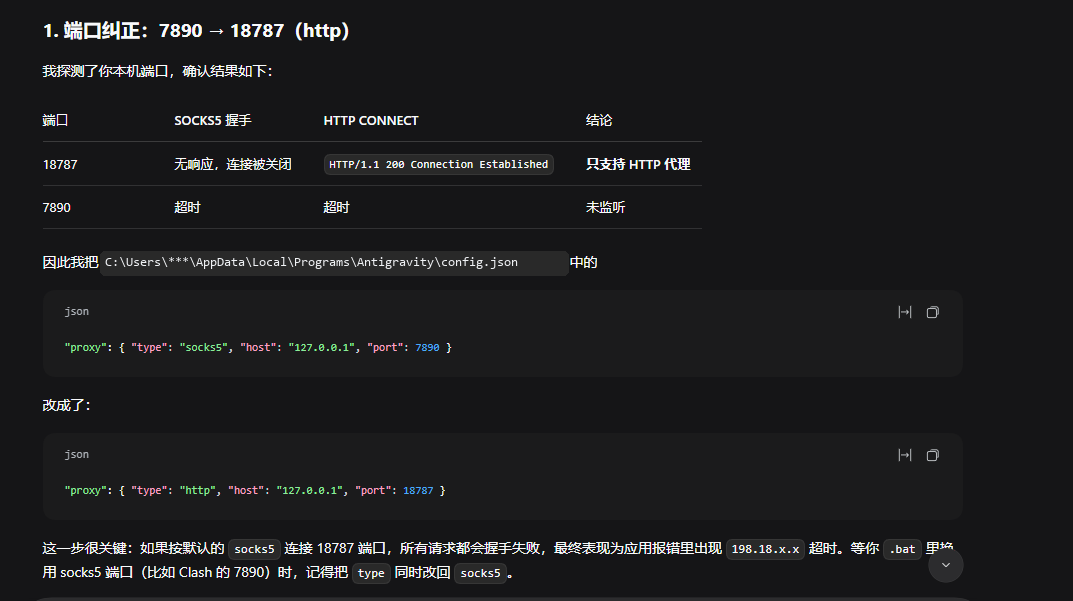 1. 端口纠正：7890 → 18787（http）
我探测了你本机端口，确认结果如下：
端口 SOCKS5 握手 HTTP CONNECT 结论
18787 无响应，连接被关闭 HTTP/1.1 200 Connection Established 只支持 HTTP 代理
7890 超时 超时 未监听
因此我把 C:\Users\***\AppData\Local\Programs\Antigravity\config.json 中的
json
"proxy": { "type": "socks5", "host": "127.0.0.1", "port": 7890 }
改成了：
json
"proxy": { "type": "http", "host": "127.0.0.1", "port": 18787 }
这一步很关键：如果按默认的 socks5 连接 18787 端口，所有请求都会握手失败，最终表现为应用报错里出现 198.18.x.x 超时。等你 .bat 里换
用 socks5 端口（比如 Clash 的 7890）时，记得把 type 同时改回 socks5 。